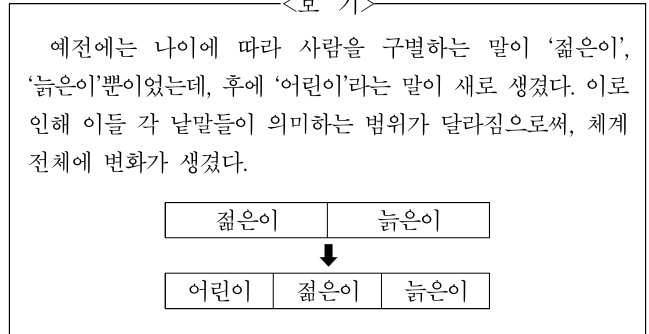 <보 기>
예전에는 나이에 따라 사람을 구별하는 말이 ‘젊은이’,
‘늙은이’뿐이었는데, 후에 ‘어린이’라는 말이 새로 생겼다. 이로
인해 이들 각 낱말들이 의미하는 범위가 달라짐으로써, 체계
전체에 변화가 생겼다.
젊은이 늙은이
어린이 젊은이 늙은이